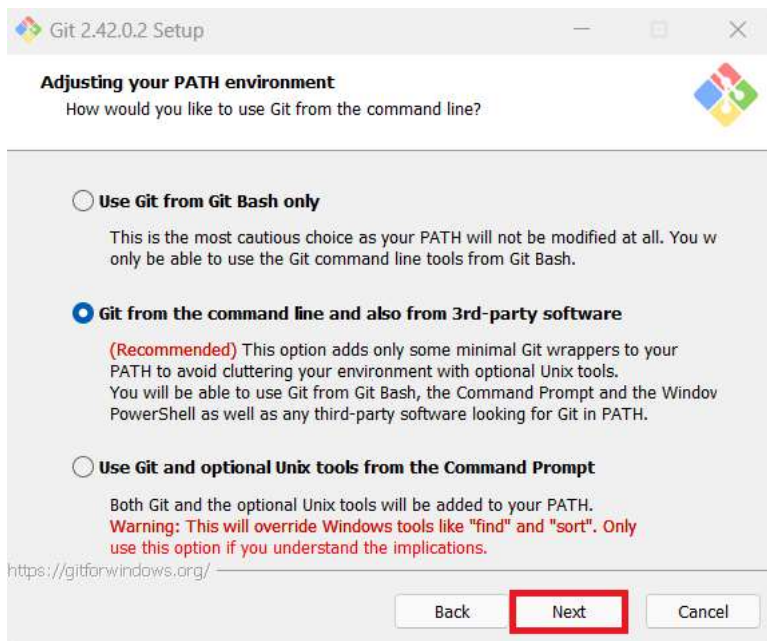 Git 2.42.0.2 Setup
Adjusting your PATH environment
How would you like to use Git from the command line?
Use Git from Git Bash only
This is the most cautious choice as your PATH will not be modified at all. You w
only be able to use the Git command line tools from Git Bash.
Git from the command line and also from 3rd-party software
(Recommended) This option adds only some minimal Git wrappers to your
PATH to avoid cluttering your environment with optional Unix tools.
You will be able to use Git from Git Bash, the Command Prompt and the Window
PowerShell as well as any third-party software looking for Git in PATH.
Use Git and optional Unix tools from the Command Prompt
Both Git and the optional Unix tools will be added to your PATH.
Warning: This will override Windows tools like "find" and "sort". Only
use this option if you understand the implications.
https://gitforwindows.org/
Back Next Cancel